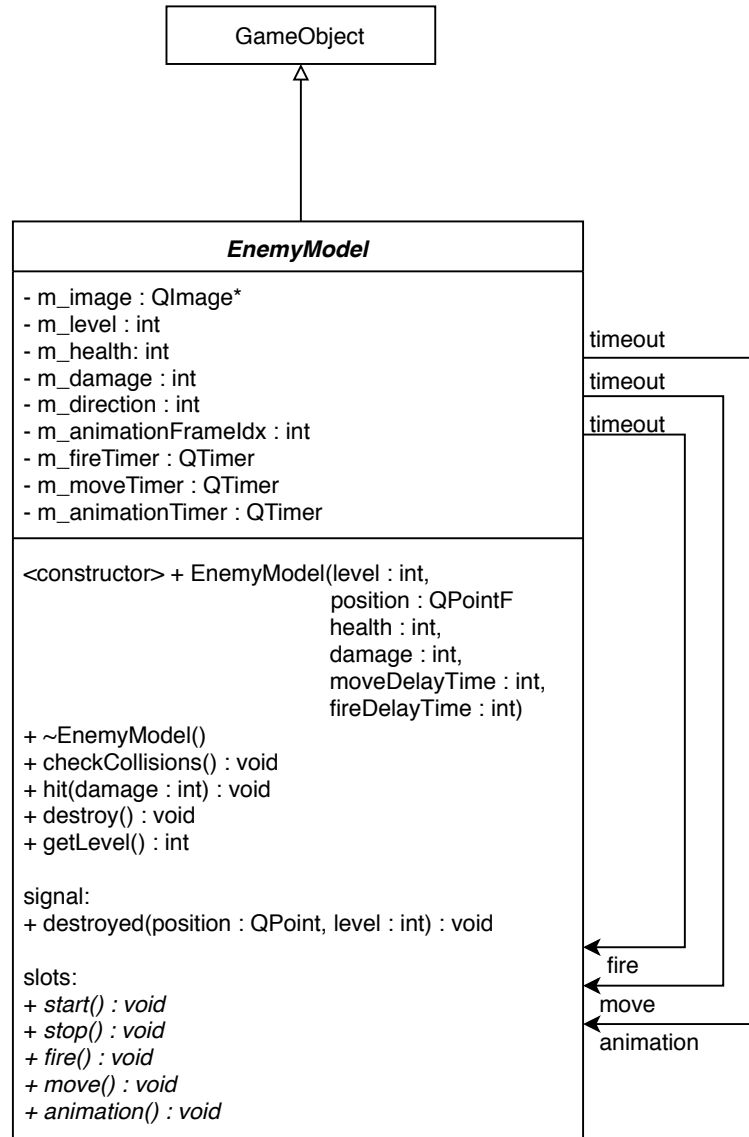 GameObject
EnemyModel
- m_image : QImage*
- m_level : int
- m_health: int
- m_damage : int
- m_direction : int
- m_animationFrameIdx : int
- m_fireTimer : QTimer
- m_moveTimer : QTimer
- m_animationTimer : QTimer
timeout
timeout
timeout
<constructor> + EnemyModel(level : int,
position : QPointF
health : int,
damage : int,
moveDelayTime : int,
fireDelayTime : int)
+ ~EnemyModel()
+ checkCollisions() : void
+ hit(damage : int) : void
+ destroy() : void
+ getLevel() : int
signal:
+ destroyed(position : QPoint, level : int) : void
slots:
+ start() : void
+ stop() : void
+ fire() : void
+ move() : void
+ animation() : void
fire
move
animation